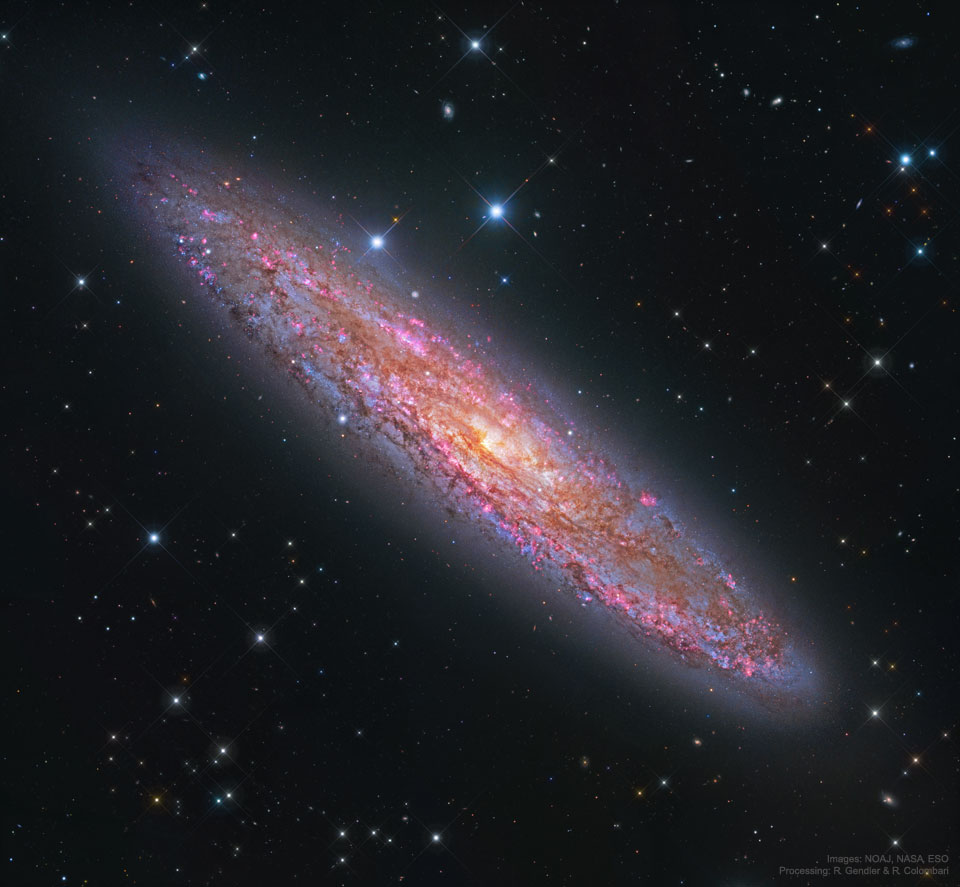 Images: NOAJ, NASA, ESO
Processing: R. Gendler & R. Colombari